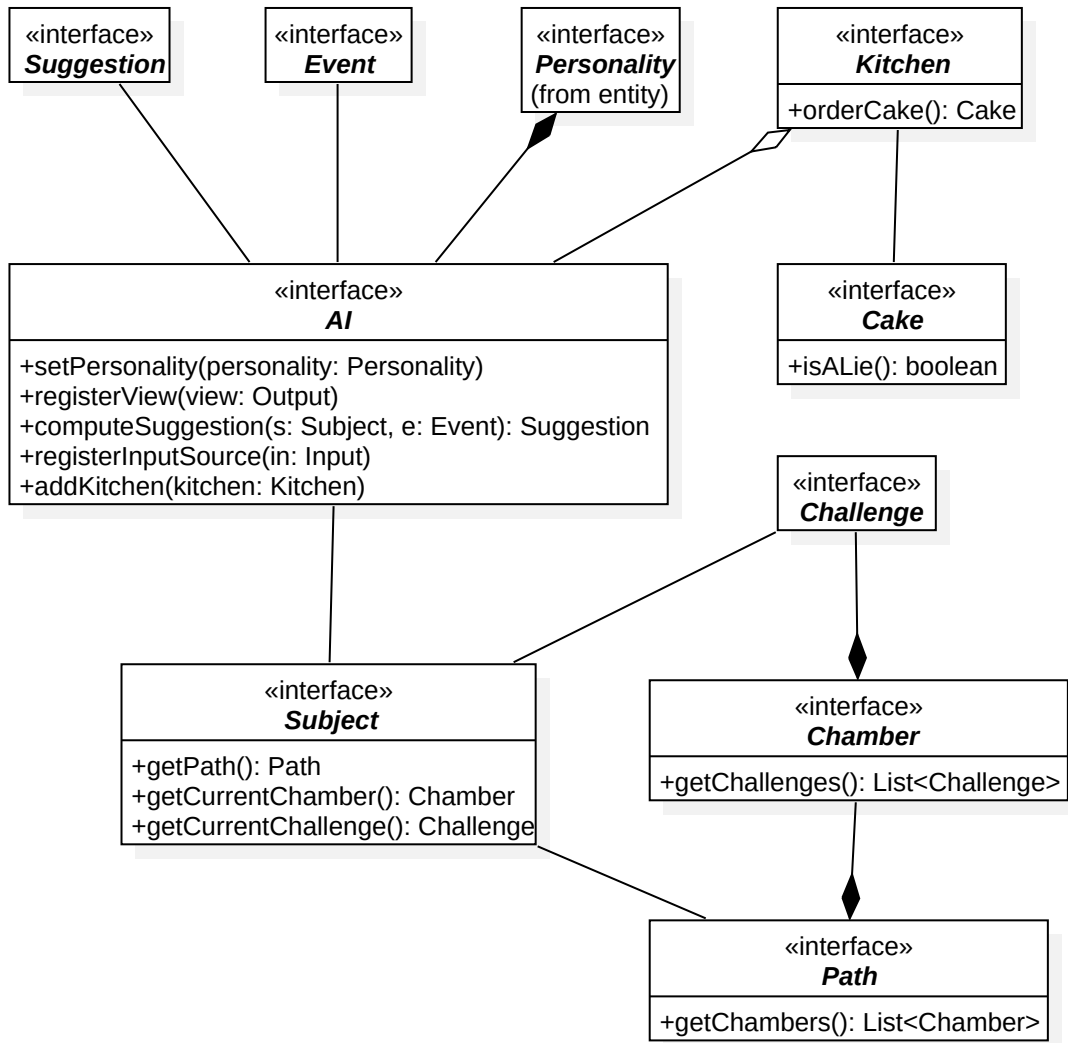 «interface»
Suggestion
«interface»
Event
«interface»
Personality
(from entity)
«interface»
Kitchen
+orderCake(): Cake
«interface»
AI
+setPersonality(personality: Personality)
+registerView(view: Output)
+computeSuggestion(s: Subject, e: Event): Suggestion
+registerInputSource(in: Input)
+addKitchen(kitchen: Kitchen)
«interface»
Cake
+isALie(): boolean
«interface»
Challenge
«interface»
Subject
+getPath(): Path
+getCurrentChamber(): Chamber
+getCurrentChallenge(): Challenge
«interface»
Chamber
+getChallenges(): List<Challenge>
«interface»
Path
+getChambers(): List<Chamber>